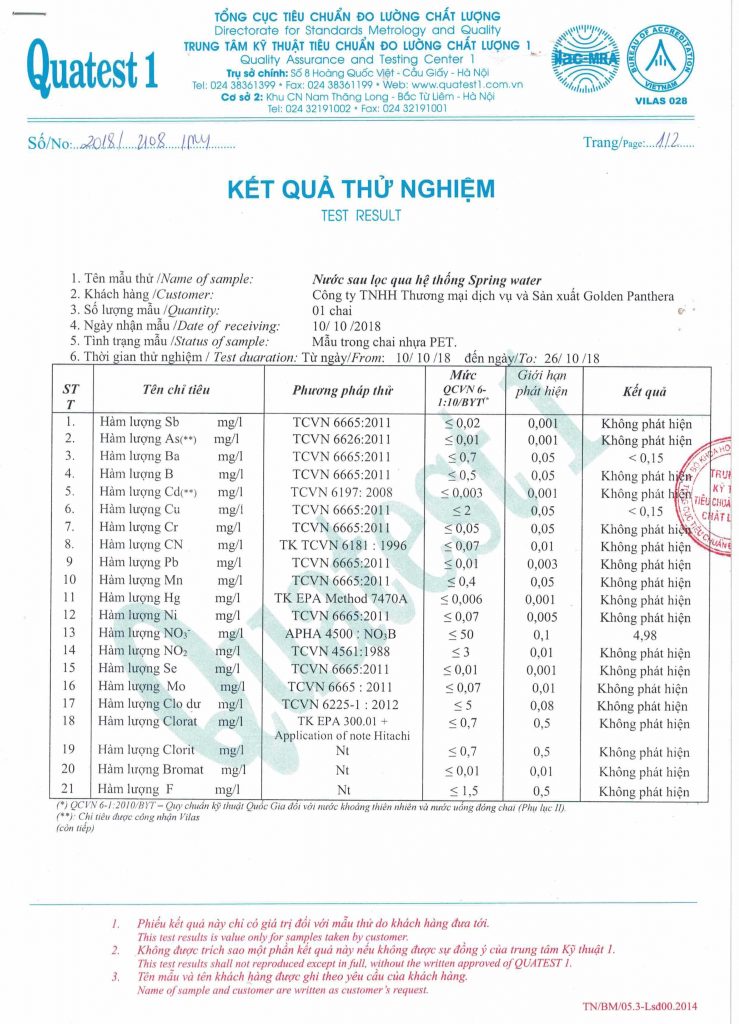 TỔNG CỤC TIÊU CHUẨN ĐO LƯỜNG CHẤT LƯỢNG
Directorate for Standards Metrology and Quality
TRUNG TÂM KỸ THUẬT TIÊU CHUẨN ĐO LƯỜNG CHẤT LƯỢNG 1
Quality Assurance and Testing Center 1
Trụ sở chính: Số 8 Hoàng Quốc Việt - Cầu Giấy - Hà Nội
Tel: 024 38361399 • Fax: 024 38361199 • Web: www.quatest1.com.vn
Cơ sở 2: Khu CN Nam Thăng Long - Bắc Từ Liêm - Hà Nội
Tel: 024 32191002 • Fax: 024 32191001
Quatest 1
ilac-MRA
BUREAU OF ACCREDITATION
VIETNAM
VILAS 028
Số/No:...2018/ 2108
Trang/Page:...1/2
KẾT QUẢ THỬ NGHIỆM
TEST RESULT
1. Tên mẫu thử /Name of sample: Nước sau lọc qua hệ thống Spring water
2. Khách hàng /Customer: Công ty TNHH Thương mại dịch vụ và Sản xuất Golden Panthera
3. Số lượng mẫu /Quantity: 01 chai
4. Ngày nhận mẫu /Date of receiving: 10/ 10 /2018
5. Tình trạng mẫu /Status of sample: Mẫu trong chai nhựa PET.
6. Thời gian thử nghiệm / Test duaration: Từ ngày/From: 10/ 10 /18 đến ngày/To: 26/ 10 /18
STT Tên chỉ tiêu Phương pháp thử Mức QCVN 6-1:10/BYT(* Giới hạn phát hiện Kết quả
1. Hàm lượng Sb mg/l TCVN 6665:2011 ≤ 0,02 0,001 Không phát hiện
2. Hàm lượng As(**) mg/l TCVN 6626:2011 ≤ 0,01 0,001 Không phát hiện
3. Hàm lượng Ba mg/l TCVN 6665:2011 ≤ 0,7 0,05 < 0,15
4. Hàm lượng B mg/l TCVN 6665:2011 ≤ 0,5 0,05 Không phát hiện
5. Hàm lượng Cd(**) mg/l TCVN 6197: 2008 ≤ 0,003 0,001 Không phát hiện
6. Hàm lượng Cu mg/l TCVN 6665:2011 ≤ 2 0,05 < 0,15
7. Hàm lượng Cr mg/l TCVN 6665:2011 ≤ 0,05 0,05 Không phát hiện
8. Hàm lượng CN mg/l TK TCVN 6181 : 1996 ≤ 0,07 0,01 Không phát hiện
9 Hàm lượng Pb mg/l TCVN 6665:2011 ≤ 0,01 0,003 Không phát hiện
10 Hàm lượng Mn mg/l TCVN 6665:2011 ≤ 0,4 0,05 Không phát hiện
11 Hàm lượng Hg mg/l TK EPA Method 7470A ≤ 0,006 0,001 Không phát hiện
12 Hàm lượng Ni mg/l TCVN 6665:2011 ≤ 0,07 0,005 Không phát hiện
13 Hàm lượng NO₃⁻ mg/l APHA 4500 : NO₃B ≤ 50 0,1 4,98
14 Hàm lượng NO₂ mg/l TCVN 4561:1988 ≤ 3 0,01 Không phát hiện
15 Hàm lượng Se mg/l TCVN 6665:2011 ≤ 0,01 0,001 Không phát hiện
16 Hàm lượng Mo mg/l TCVN 6665 : 2011 ≤ 0,07 0,01 Không phát hiện
17 Hàm lượng Clo dư mg/l TCVN 6225-1 : 2012 ≤ 5 0,08 Không phát hiện
18 Hàm lượng Clorat mg/l TK EPA 300.01 + Application of note Hitachi ≤ 0,7 0,5 Không phát hiện
19 Hàm lượng Clorit mg/l Nt ≤ 0,7 0,5 Không phát hiện
20 Hàm lượng Bromat mg/l Nt ≤ 0,01 0,01 Không phát hiện
21 Hàm lượng F mg/l Nt ≤ 1,5 0,5 Không phát hiện
(*) QCVN 6-1:2010/BYT – Quy chuẩn kỹ thuật Quốc Gia đối với nước khoáng thiên nhiên và nước uống đóng chai (Phụ lục II).
(**): Chỉ tiêu được công nhận Vilas
(còn tiếp)
1. Phiếu kết quả này chỉ có giá trị đối với mẫu thử do khách hàng đưa tới.
This test results is value only for samples taken by customer.
2. Không được trích sao một phần kết quả này nếu không được sự đồng ý của trung tâm Kỹ thuật 1.
This test results shall not reproduced except in full, without the written approved of QUATEST 1.
3. Tên mẫu và tên khách hàng được ghi theo yêu cầu của khách hàng.
Name of sample and customer are written as customer's request.
TN/BM/05.3-Lsđ00.2014